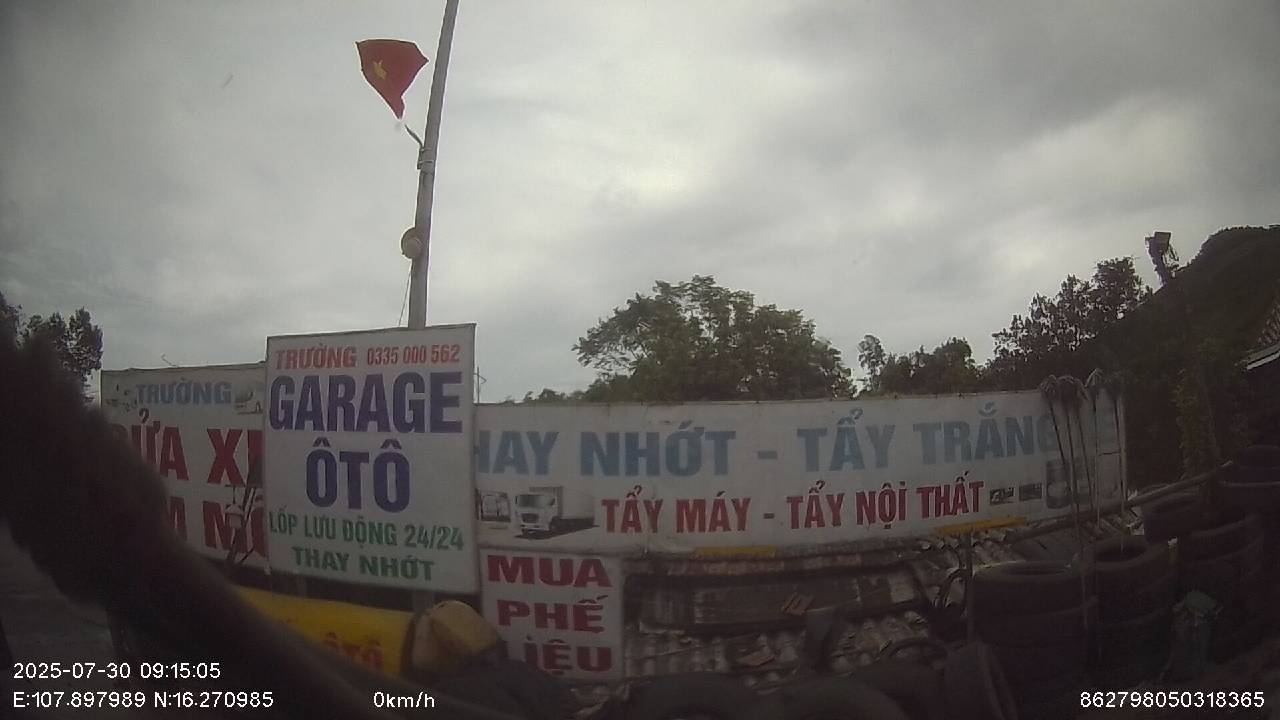 TRƯỜNG
TRƯỜNG 0335 000 562
GARAGE
ÔTÔ
LỐP LƯU ĐỘNG 24/24
THAY NHỚT
HAY NHỚT - TẨY TRẮNG
TẨY MÁY - TẨY NỘI THẤT
MUA
PHẾ
LIỆU
ÔTÔ
2025-07-30 09:15:05
E:107.897989 N:16.270985 0km/h 862798050318365